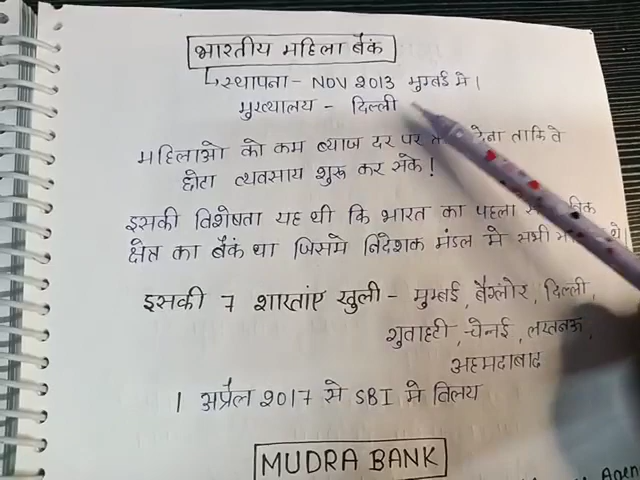 भारतीय महिला बैंक
स्थापना - NOV 2013 मुम्बई मे।
मुख्यालय - दिल्ली
महिलाओ को कम ब्याज दर पर देना ताकि वे
छोटा व्यवसाय शुरू कर सके!
इसकी विशेषता यह थी कि भारत का पहला
क्षेत्र का बैंक था जिसमे निदेशक मंडल मे सभी थे।
इसकी 7 शाखाएं खुली - मुम्बई, बैंग्लोर, दिल्ली,
गुवाहटी, चेनई, लखनऊ,
अहमदाबाद
1 अप्रैल 2017 से SBI मे विलय
MUDRA BANK